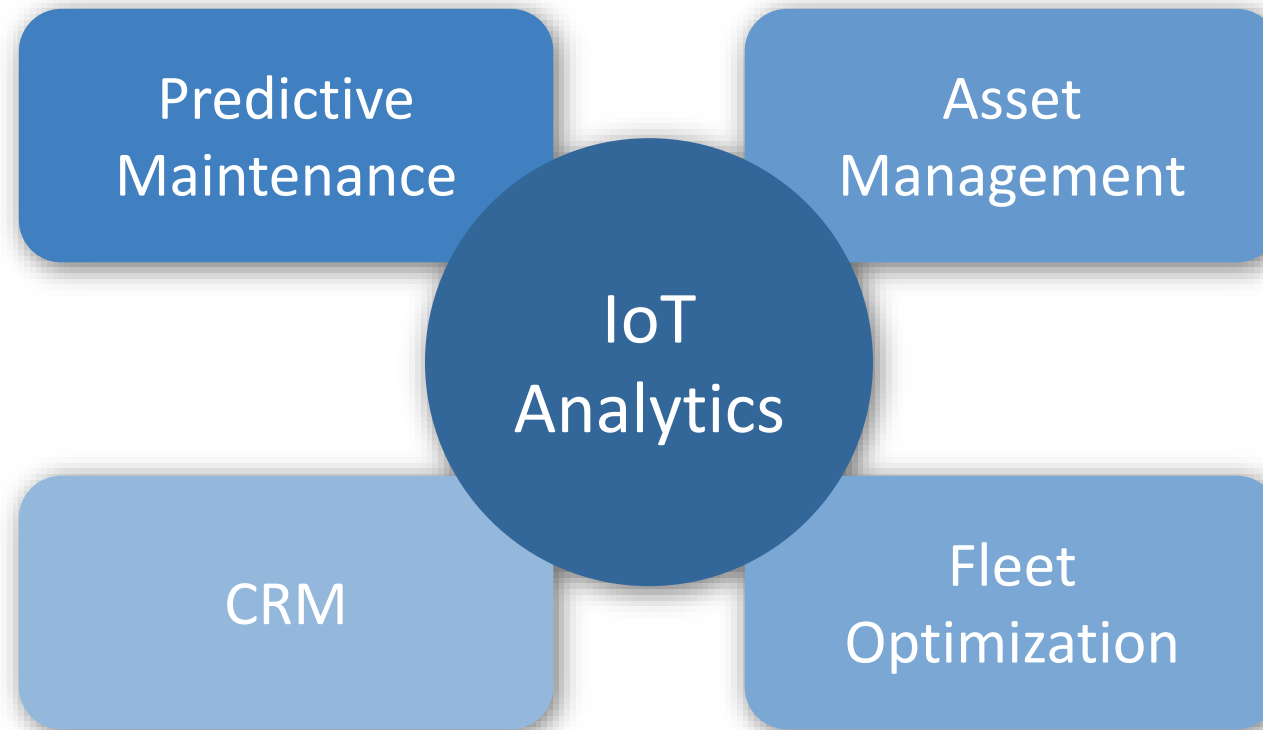 Predictive
Maintenance
Asset
Management
IoT
Analytics
CRM
Fleet
Optimization